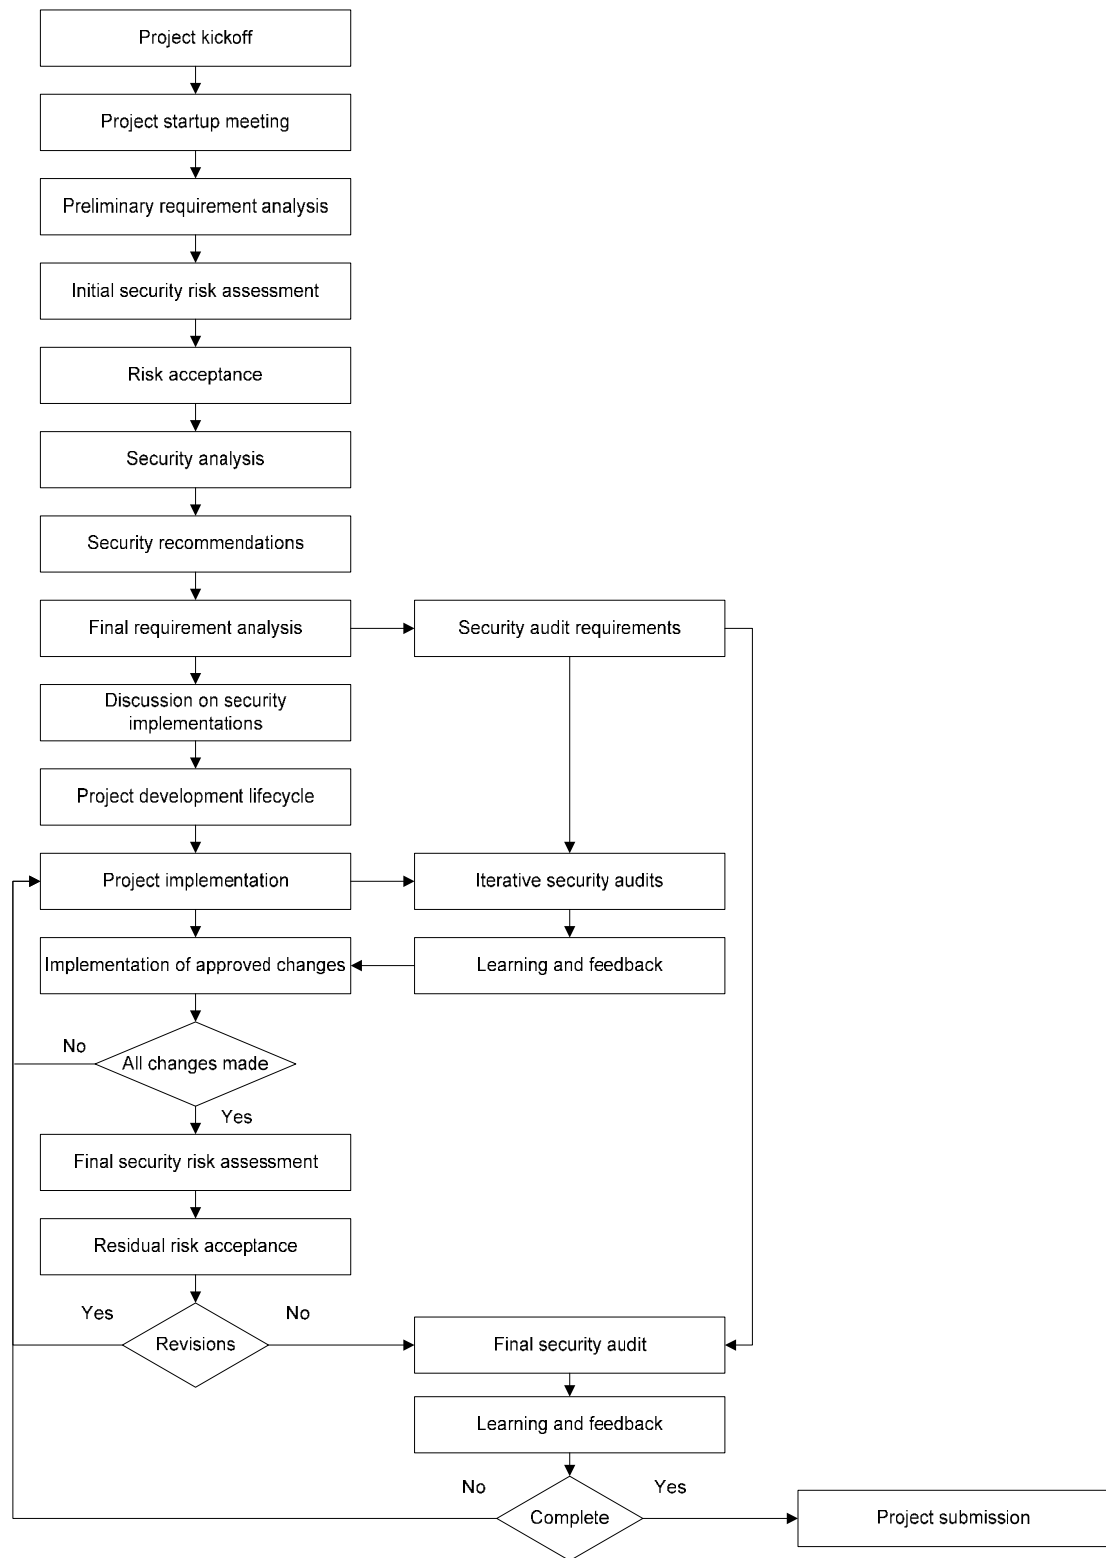 Project kickoff
Project startup meeting
Preliminary requirement analysis
Initial security risk assessment
Risk acceptance
Security analysis
Security recommendations
Final requirement analysis
Security audit requirements
Discussion on security
implementations
Project development lifecycle
Project implementation
Iterative security audits
Implementation of approved changes
Learning and feedback
No
All changes made
Yes
Final security risk assessment
Residual risk acceptance
Yes
No
Revisions
Final security audit
Learning and feedback
No
Yes
Complete
Project submission